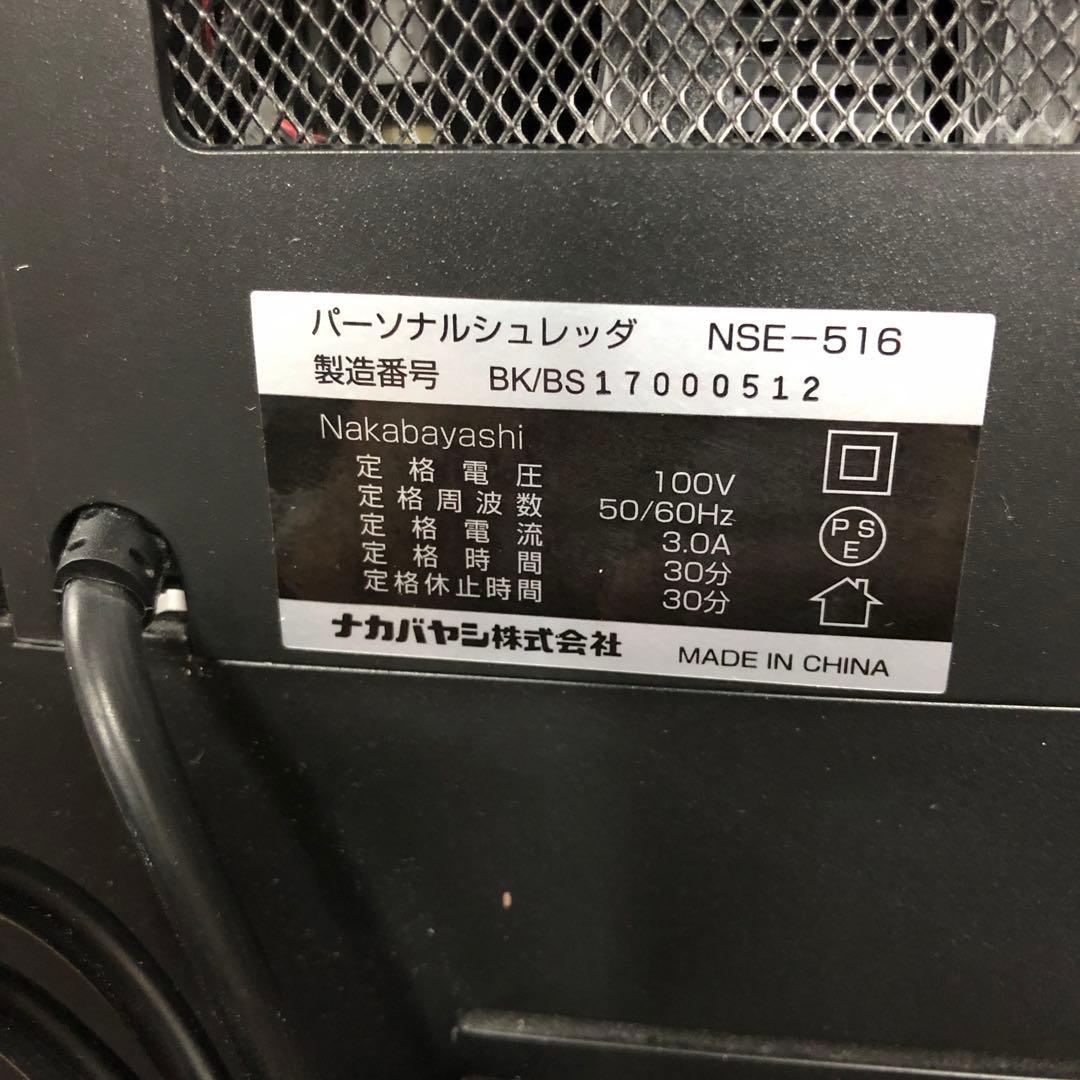 パーソナルシュレッダ NSE-516
製造番号 BK/BS17000512
Nakabayashi
定格電圧 100V
定格周波数 50/60Hz
定格電流 3.0A
定格時間 30分
定格休止時間 30分
PSE
ナカバヤシ株式会社 MADE IN CHINA